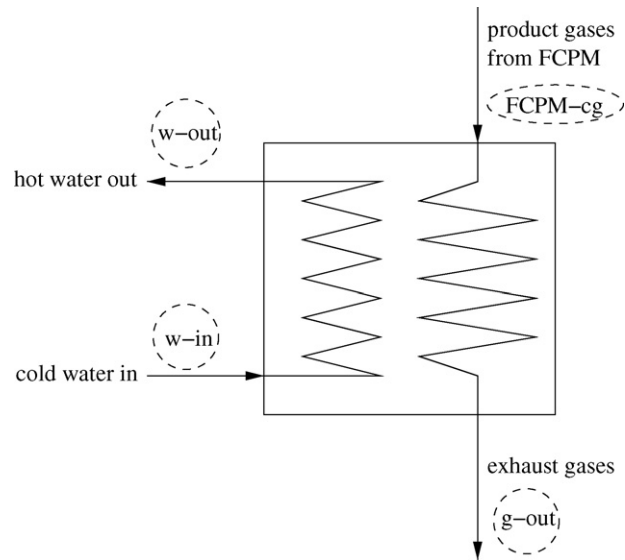 product gases
from FCPM
FCPM-cg
w-out
hot water out
w-in
cold water in
exhaust gases
g-out